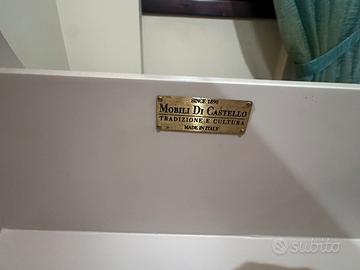 SINCE 1890
MOBILI DI CASTELLO
TRADIZIONE E CULTURA
MADE IN ITALY
subito